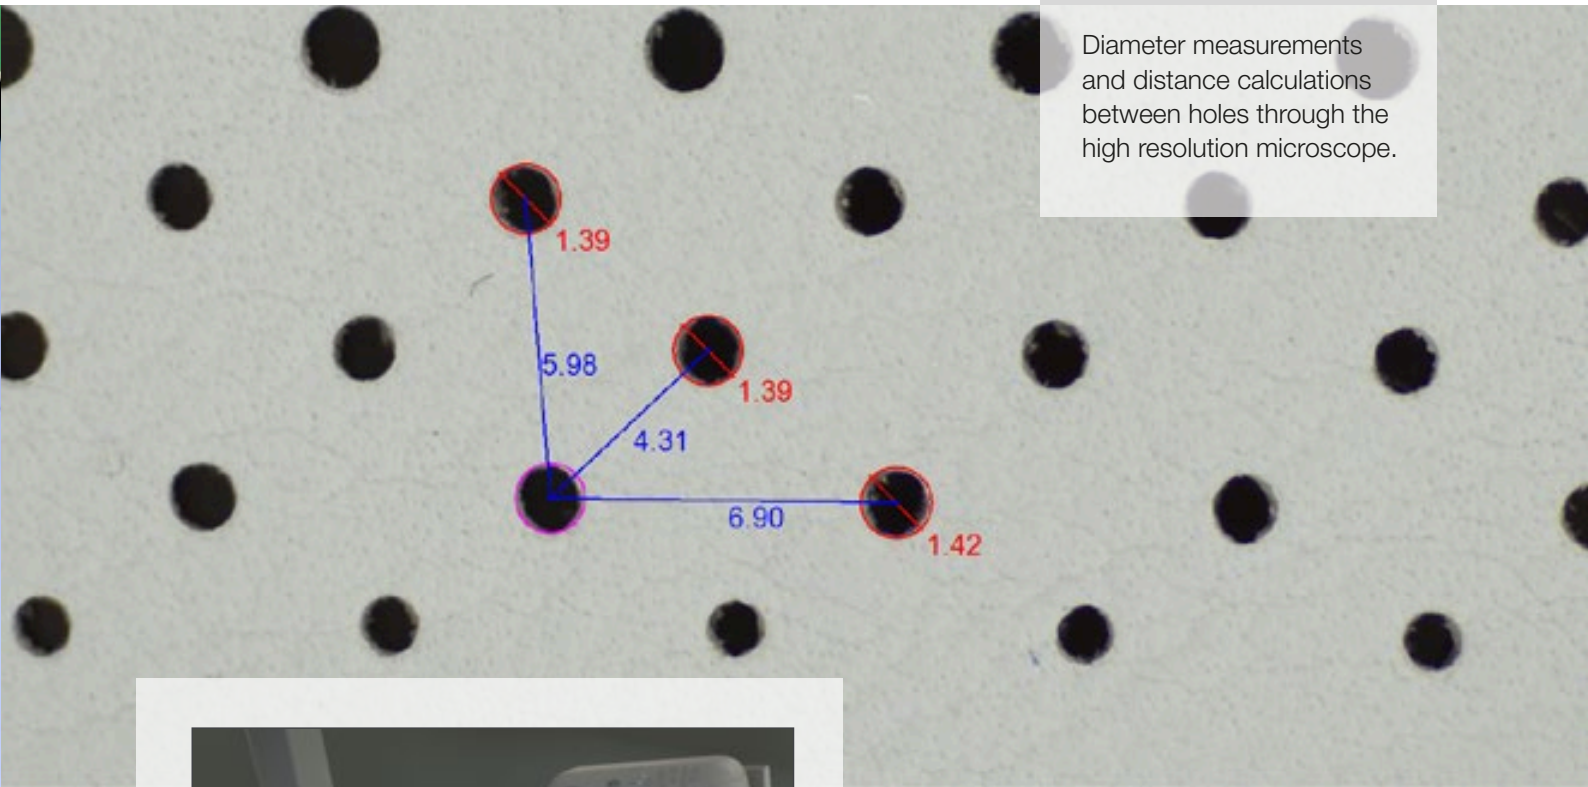 Diameter measurements
and distance calculations
between holes through the
high resolution microscope.
1.39
5.98
1.39
4.31
6.90
1.42